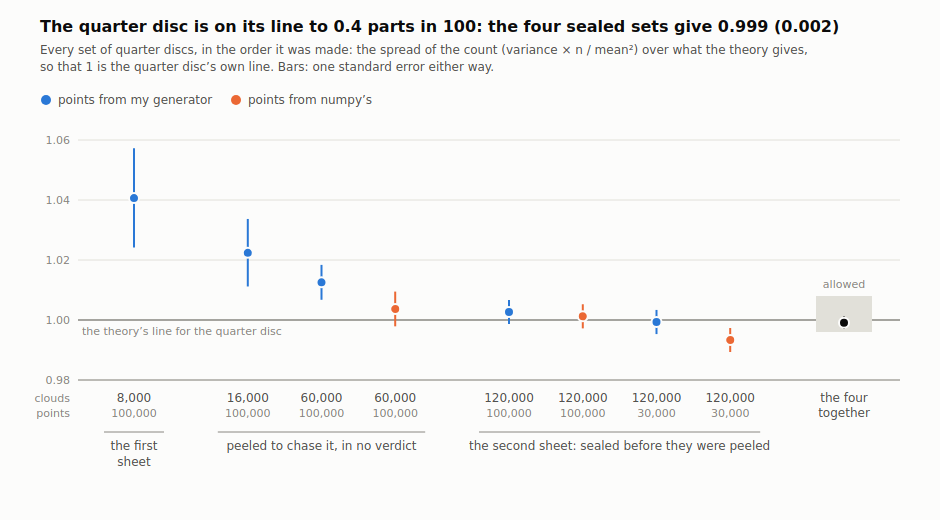 The quarter disc is on its line to 0.4 parts in 100: the four sealed sets give 0.999 (0.002)
Every set of quarter discs, in the order it was made: the spread of the count (variance × n / mean²) over what the theory gives,
so that 1 is the quarter disc’s own line. Bars: one standard error either way.
points from my generator points from numpy’s
1.06
1.04
1.02
allowed
1.00
the theory’s line for the quarter disc
0.98
clouds 8,000 16,000 60,000 60,000 120,000 120,000 120,000 120,000 the four
points 100,000 100,000 100,000 100,000 100,000 100,000 30,000 30,000 together
the first peeled to chase it, in no verdict the second sheet: sealed before they were peeled
sheet